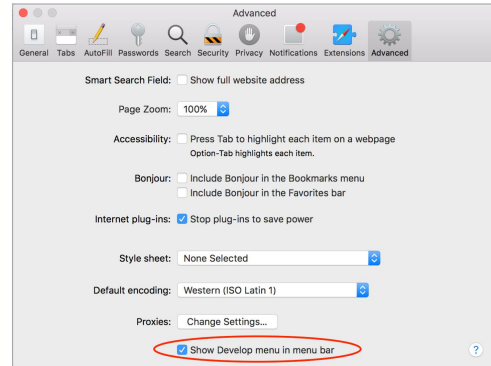 Advanced
General Tabs AutoFill Passwords Search Security Privacy Notifications Extensions Advanced
Smart Search Field: Show full website address
Page Zoom: 100%
Accessibility: Press Tab to highlight each item on a webpage
Option-Tab highlights each item.
Bonjour: Include Bonjour in the Bookmarks menu
Include Bonjour in the Favorites bar
Internet plug-ins: Stop plug-ins to save power
Style sheet: None Selected
Default encoding: Western (ISO Latin 1)
Proxies: Change Settings...
Show Develop menu in menu bar ?